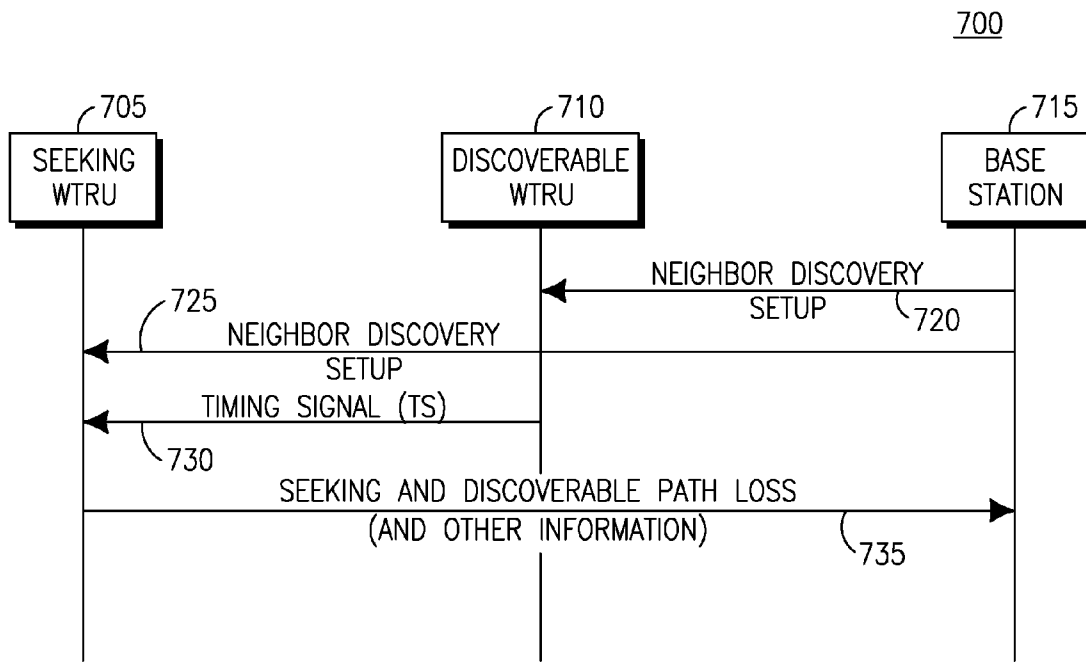 700
705
710
715
SEEKING
WTRU
DISCOVERABLE
WTRU
BASE
STATION
NEIGHBOR DISCOVERY
SETUP
720
725
NEIGHBOR DISCOVERY
SETUP
TIMING SIGNAL (TS)
730
SEEKING AND DISCOVERABLE PATH LOSS
(AND OTHER INFORMATION)
735